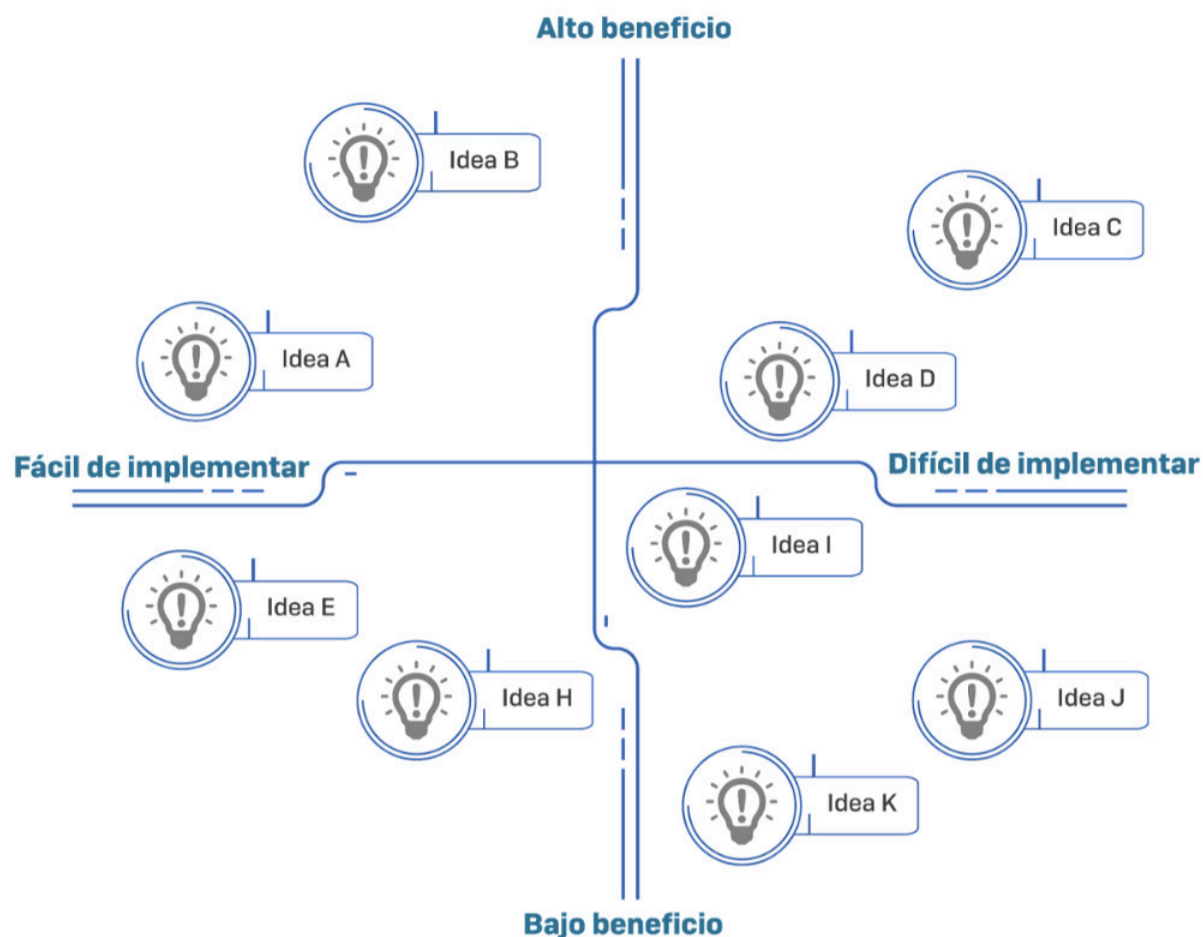 Alto beneficio
Idea B
Idea C
Idea A
Idea D
Fácil de implementar
Difícil de implementar
Idea I
Idea E
Idea H
Idea J
Idea K
Bajo beneficio